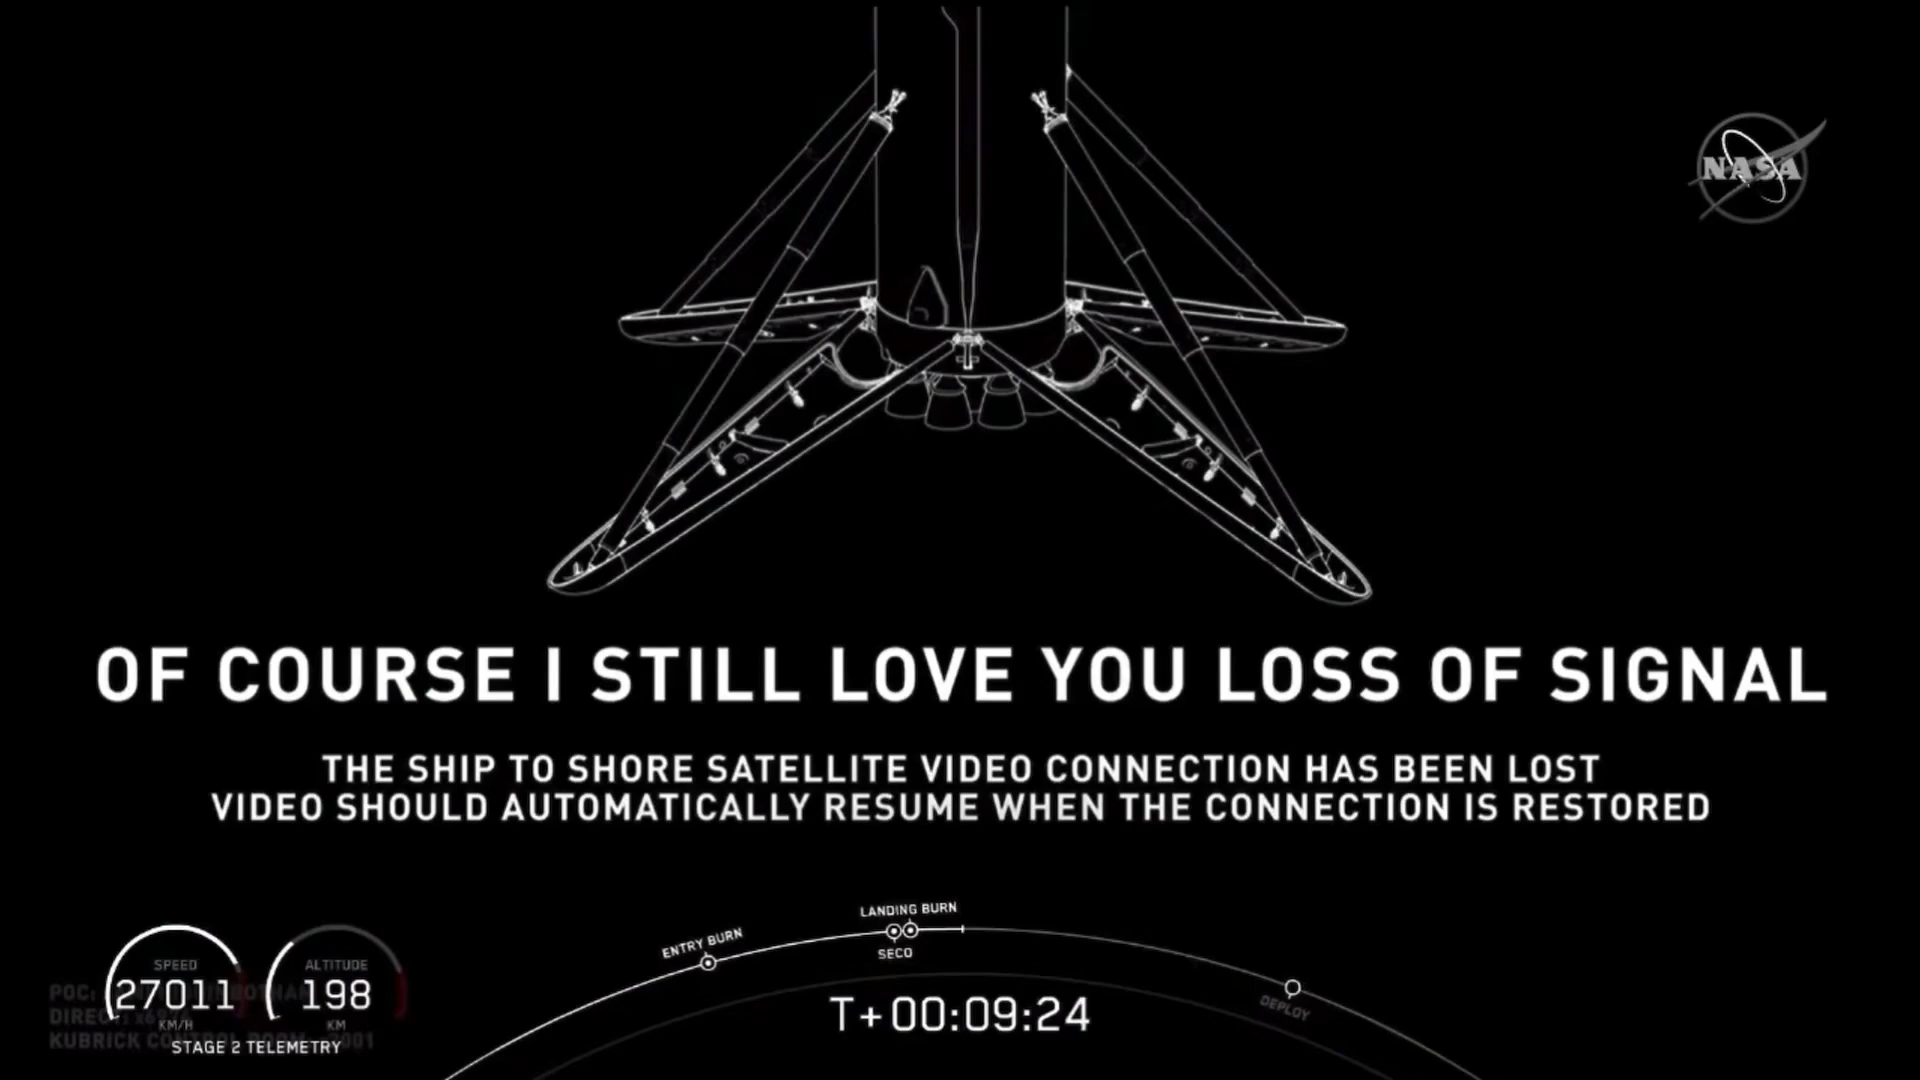 NASA
OF COURSE I STILL LOVE YOU LOSS OF SIGNAL
THE SHIP TO SHORE SATELLITE VIDEO CONNECTION HAS BEEN LOST
VIDEO SHOULD AUTOMATICALLY RESUME WHEN THE CONNECTION IS RESTORED
SPEED
27011
KM/H
ALTITUDE
198
KM
STAGE 2 TELEMETRY
POC:
KUBRICK
ENTRY BURN
LANDING BURN
SECO
DEPLOY
T+00:09:24